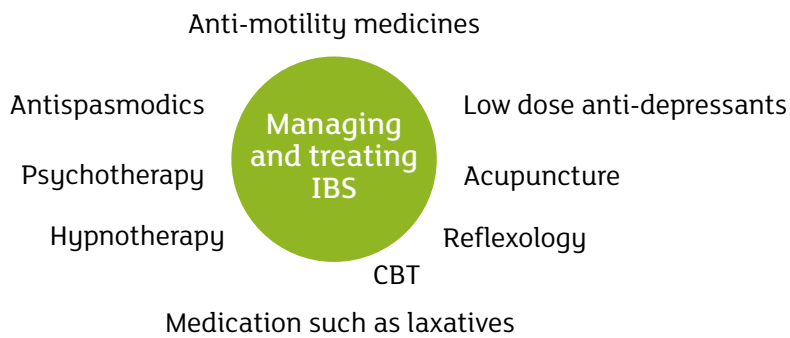 Anti-motility medicines
Antispasmodics
Low dose anti-depressants
Managing
and treating
IBS
Psychotherapy
Acupuncture
Hypnotherapy
Reflexology
CBT
Medication such as laxatives